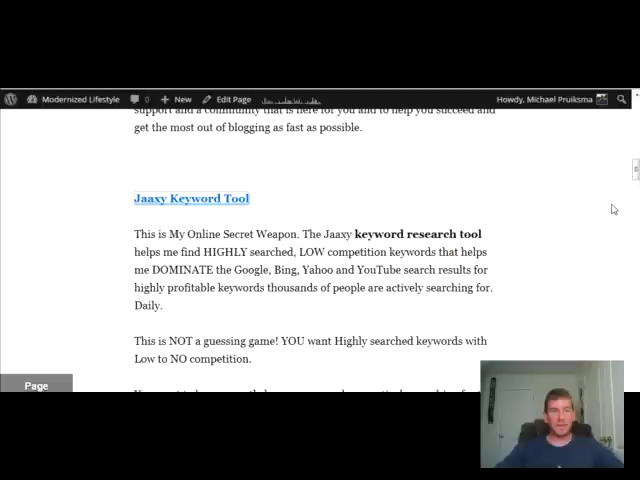 Modernized Lifestyle 0 New Edit Page Howdy, Michael Pruiksma
support and a community that is here for you and to help you succeed and
get the most out of blogging as fast as possible.
Jaaxy Keyword Tool
This is My Online Secret Weapon. The Jaaxy keyword research tool
helps me find HIGHLY searched, LOW competition keywords that helps
me DOMINATE the Google, Bing, Yahoo and YouTube search results for
highly profitable keywords thousands of people are actively searching for.
Daily.
This is NOT a guessing game! YOU want Highly searched keywords with
Low to NO competition.
Page